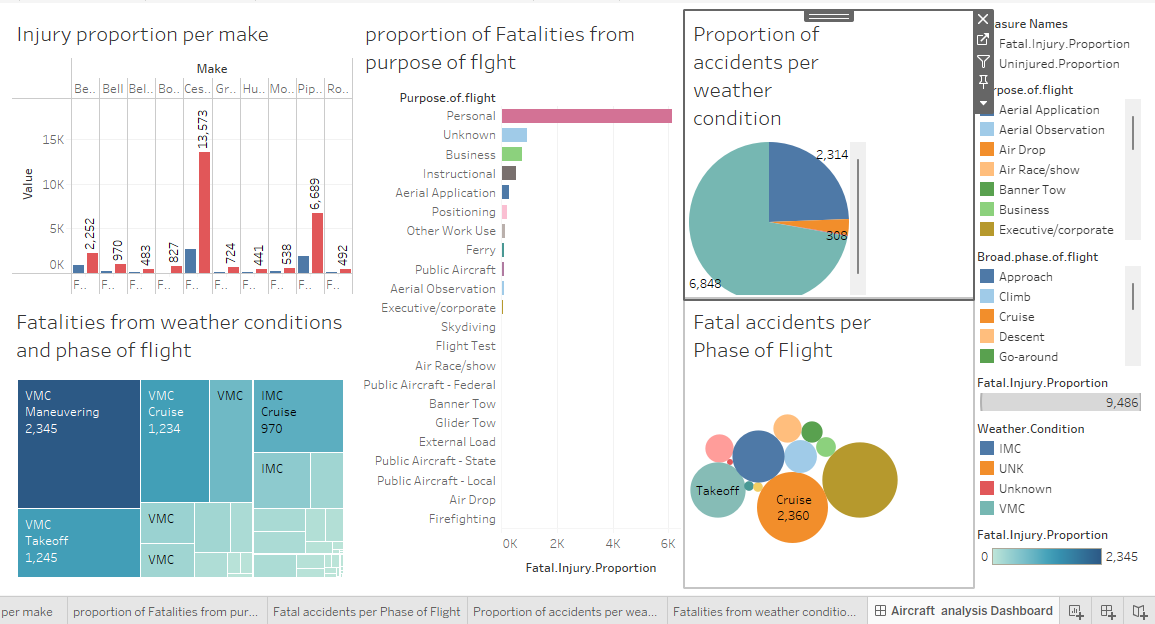 Injury proportion per make
Make
Be..
Bell
Bel..
Bo..
Ces..
Gr..
Hu..
Mo..
Pip..
Ro..
Value
15K
10K
5K
0K
2,252
970
483
827
13,573
724
441
538
6,689
492
F..
F..
F..
F..
F..
F..
F..
F..
F..
F..
proportion of Fatalities from
purpose of flght
Purpose.of.flight
Personal
Unknown
Business
Instructional
Aerial Application
Positioning
Other Work Use
Ferry
Public Aircraft
Aerial Observation
Executive/corporate
Skydiving
Flight Test
Air Race/show
Public Aircraft - Federal
Banner Tow
Glider Tow
External Load
Public Aircraft - State
Public Aircraft - Local
Air Drop
Firefighting
0K
2K
4K
6K
Fatal.Injury.Proportion
Proportion of
accidents per
weather
condition
2,314
308
6,848
Fatalities from weather conditions
and phase of flight
VMC
Maneuvering
2,345
VMC
Cruise
1,234
VMC
IMC
Cruise
970
IMC
VMC
Takeoff
1,245
VMC
VMC
Fatal accidents per
Phase of Flight
Takeoff
Cruise
2,360
asure Names
Fatal.Injury.Proportion
Uninjured.Proportion
rpose.of.flight
Aerial Application
Aerial Observation
Air Drop
Air Race/show
Banner Tow
Business
Executive/corporate
Broad.phase.of.flight
Approach
Climb
Cruise
Descent
Go-around
Fatal.Injury.Proportion
9,486
Weather.Condition
IMC
UNK
Unknown
VMC
Fatal.Injury.Proportion
0
2,345
per make
proportion of Fatalities from pur...
Fatal accidents per Phase of Flight
Proportion of accidents per wea...
Fatalities from weather conditio...
Aircraft analysis Dashboard